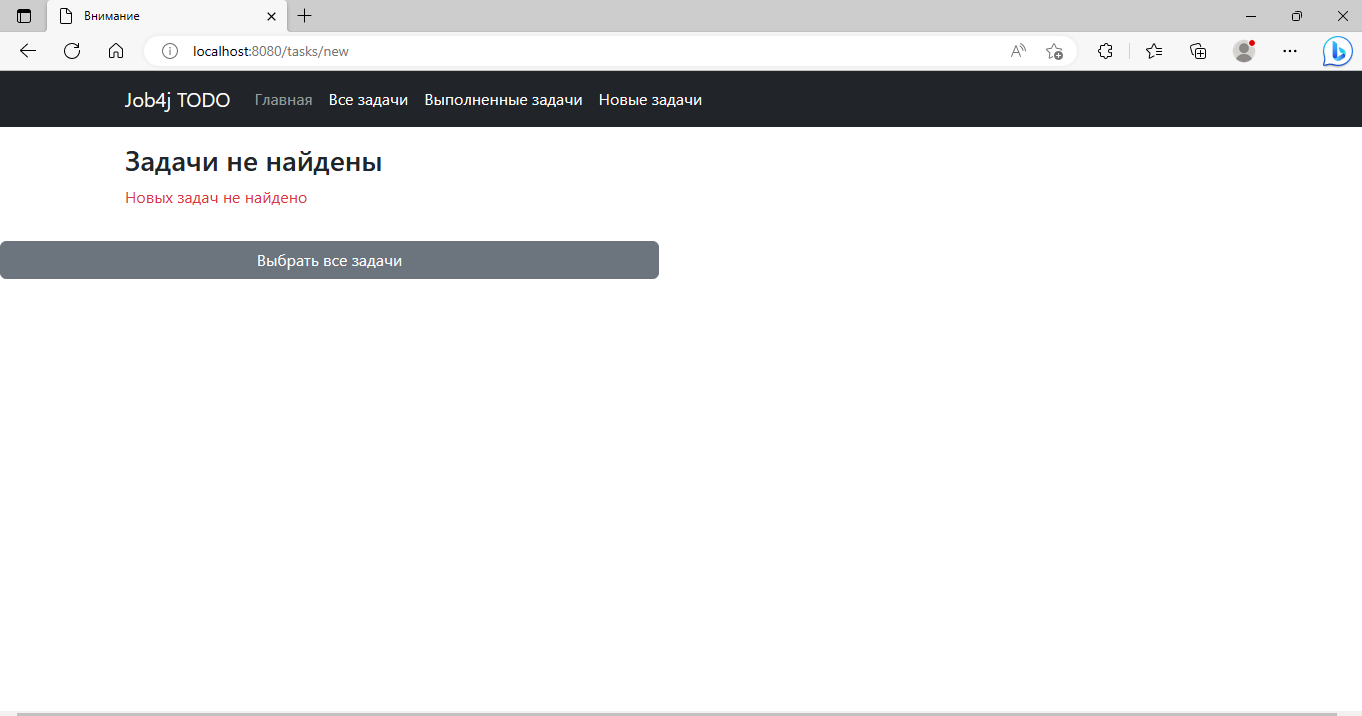 Внимание
localhost:8080/tasks/new
Job4j TODO Главная Все задачи Выполненные задачи Новые задачи
Задачи не найдены
Новых задач не найдено
Выбрать все задачи